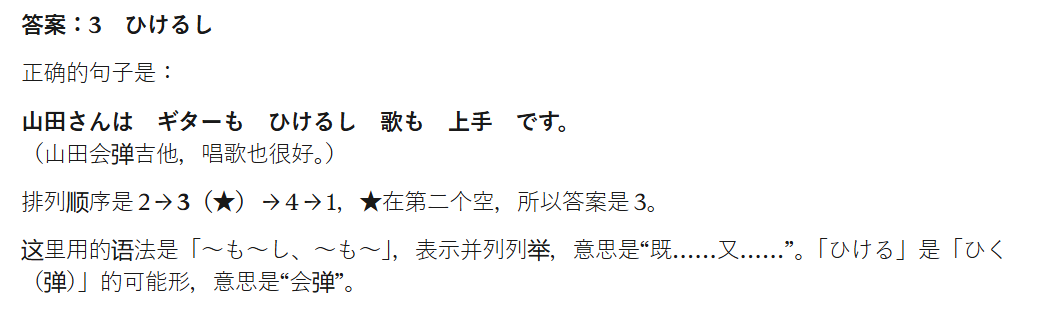 答案：3　ひけるし
正确的句子是：
山田さんは　ギターも　ひけるし　歌も　上手　です。
（山田会弹吉他，唱歌也很好。）
排列顺序是 2→3（★）→4→1，★在第二个空，所以答案是 3。
这里用的语法是「～も～し、～も～」，表示并列列举，意思是“既……又……”。「ひける」是「ひく
（弹）」的可能形，意思是“会弹”。